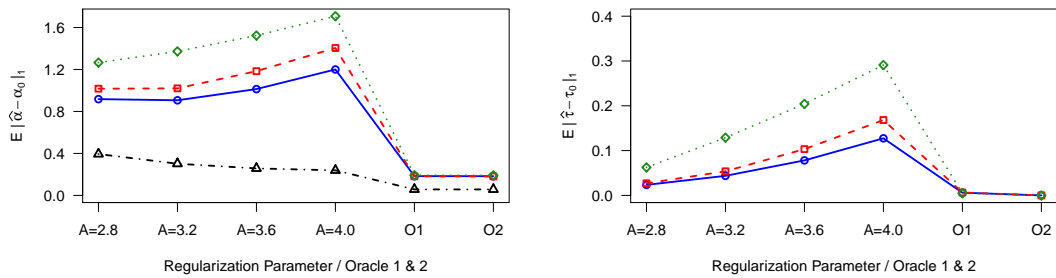 1.6
1.2
0.8
0.4
0.0
E | α̂ − α₀ |₁
A=2.8 A=3.2 A=3.6 A=4.0 O1 O2
Regularization Parameter / Oracle 1 & 2
0.4
0.3
0.2
0.1
0.0
E | τ̂ − τ₀ |₁
A=2.8 A=3.2 A=3.6 A=4.0 O1 O2
Regularization Parameter / Oracle 1 & 2